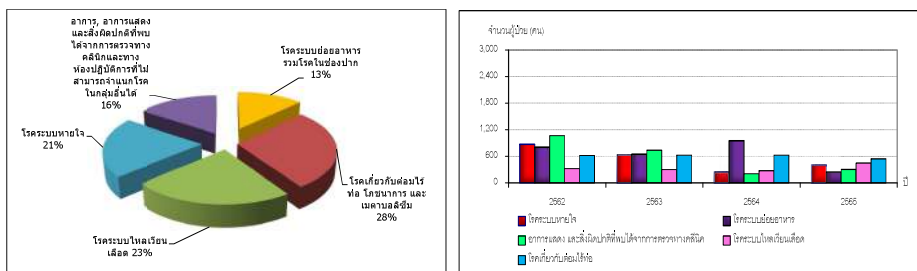 อาการ, อาการแสดง
และสิ่งผิดปกติที่พบ
ได้จากการตรวจทาง
คลินิกและทาง
ห้องปฏิบัติการที่ไม่
สามารถจำแนกโรค
ในกลุ่มอื่นได้
16%
โรคระบบย่อยอาหาร
รวมโรคในช่องปาก
13%
โรคระบบหายใจ
21%
โรคเกี่ยวกับต่อมไร้
ท่อ โภชนาการ และ
เมตาบอลิซึม
28%
โรคระบบไหลเวียน
เลือด 23%
จำนวนผู้ป่วย (คน)
3,000
2,400
1,800
1,200
600
0
2562
2563
2564
2565
ปี
โรคระบบหายใจ
โรคระบบย่อยอาหาร
อาการแสดง และสิ่งผิดปกติที่พบได้จากการตรวจทางคลีนิค
โรคระบบไหลเวียนเลือด
โรคเกี่ยวกับต่อมไร้ท่อ